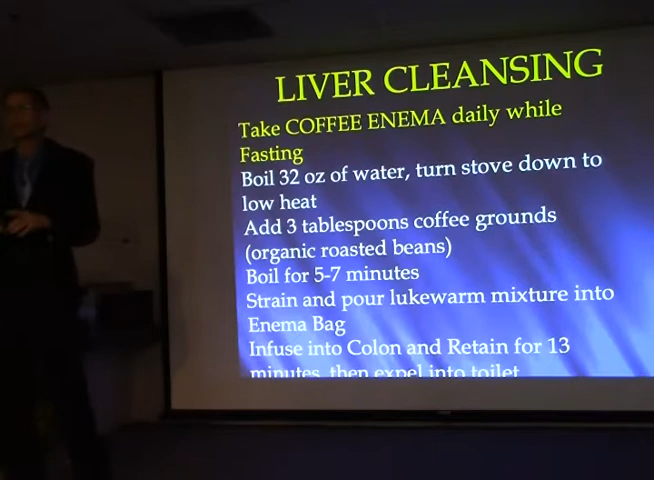 LIVER CLEANSING
Take COFFEE ENEMA daily while
Fasting
Boil 32 oz of water, turn stove down to
low heat
Add 3 tablespoons coffee grounds
(organic roasted beans)
Boil for 5-7 minutes
Strain and pour lukewarm mixture into
Enema Bag
Infuse into Colon and Retain for 13
minutes, then expel into toilet